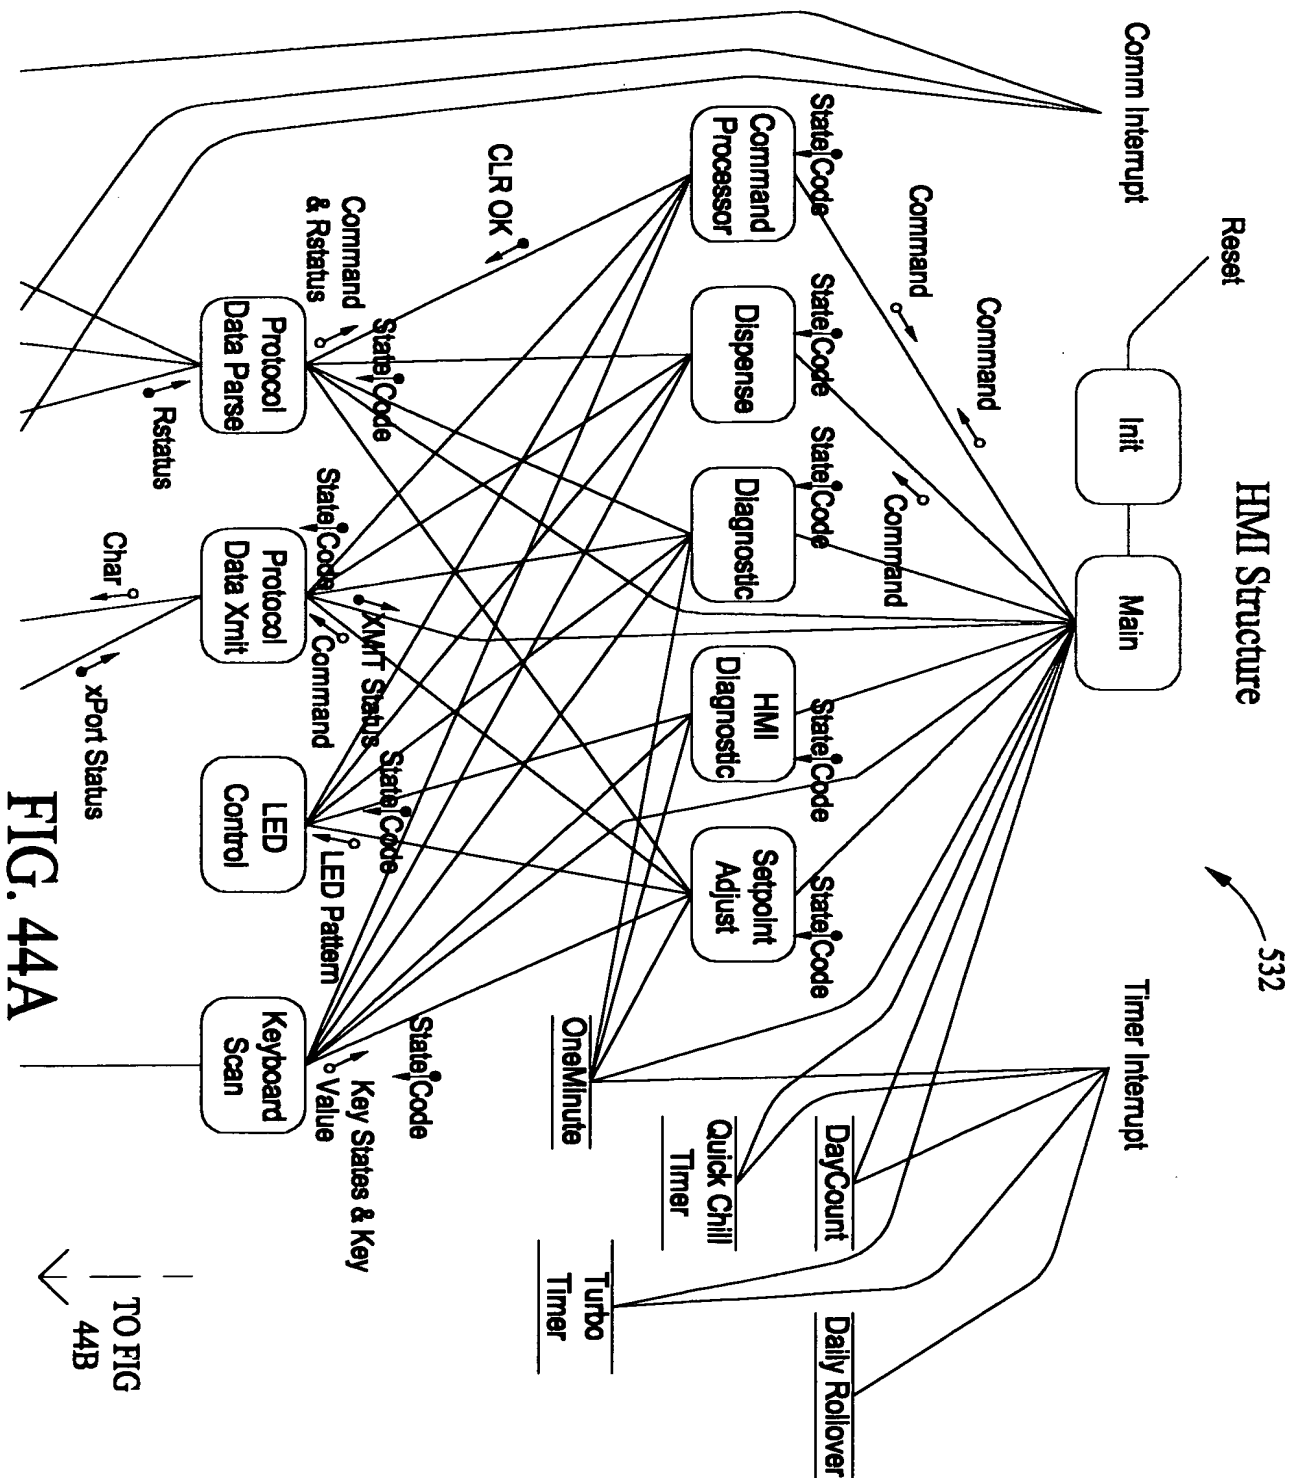 HMI Structure
532
Reset
Init
Main
Comm Interrupt
Timer Interrupt
Command
Command
Command
State Code
State Code
State Code
State Code
State Code
Command
Processor
Dispense
Diagnostic
HMI
Diagnostic
Setpoint
Adjust
DayCount
Daily Rollover
Quick Chill
Timer
OneMinute
Turbo
Timer
CLR OK
Command
& Rstatus
State Code
State Code
XMIT Status
Command
State Code
LED Pattern
State Code
Key States & Key
Value
Protocol
Data Parse
Protocol
Data Xmit
LED
Control
Keyboard
Scan
Rstatus
Char
xPort Status
TO FIG
44B
FIG. 44A